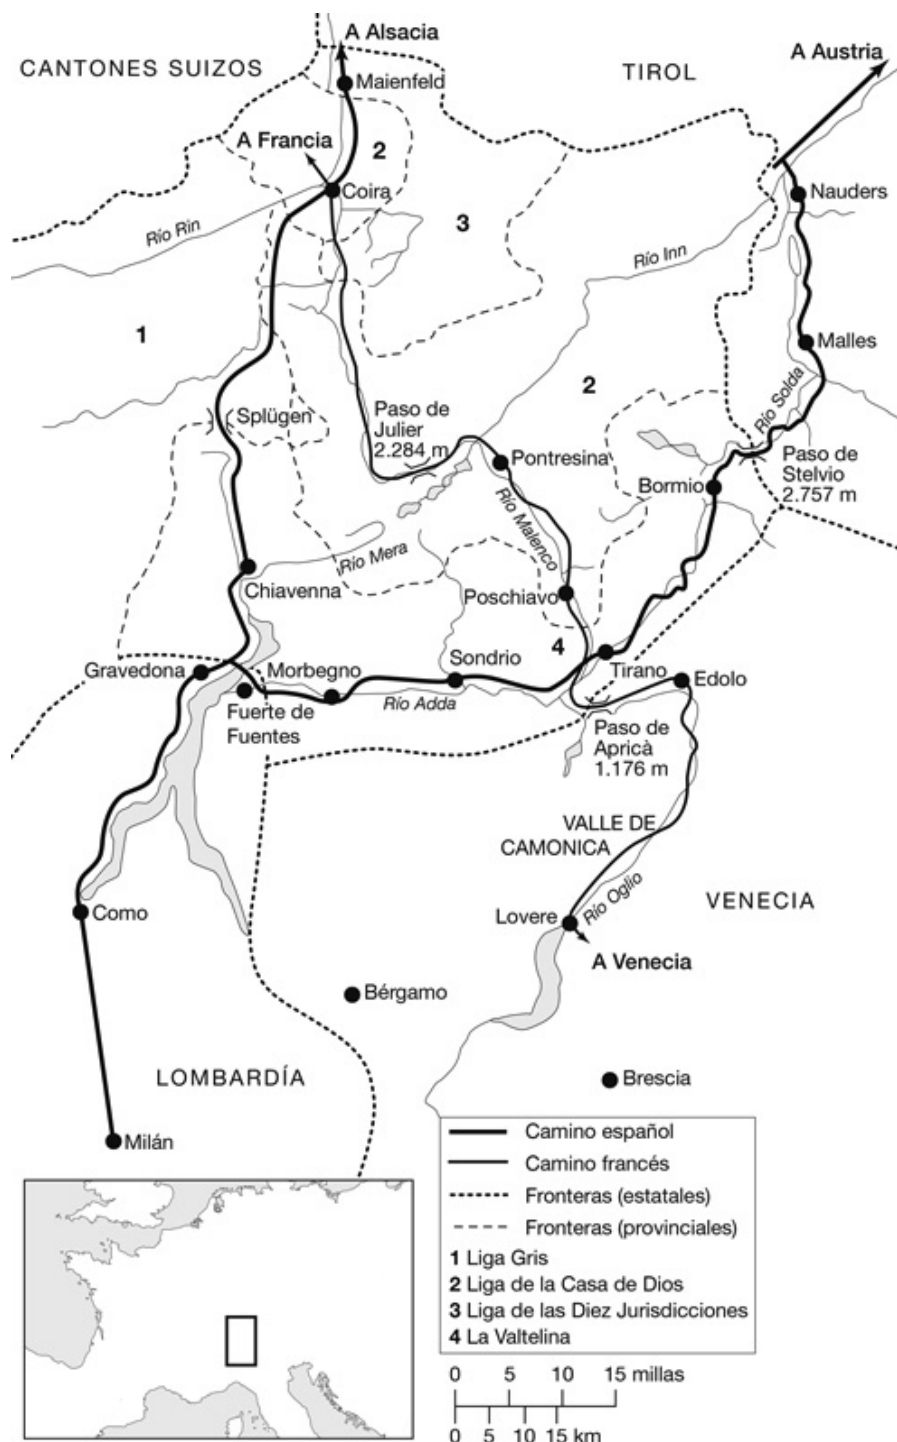 A Alsacia
CANTONES SUIZOS
TIROL
A Austria
Maienfeld
A Francia
2
Coira
Nauders
3
Río Rin
Río Inn
1
Malles
2
Splügen
Paso de
Julier
2.284 m
Río Solda
Pontresina
Paso de
Stelvio
2.757 m
Bormio
Río Malenco
Río Mera
Chiavenna
Poschiavo
4
Gravedona
Morbegno
Sondrio
Tirano
Edolo
Río Adda
Fuerte de
Fuentes
Paso de
Apricà
1.176 m
VALLE DE
CAMONICA
Río Oglio
VENECIA
Como
Lovere
A Venecia
Bérgamo
LOMBARDÍA
Brescia
Milán
Camino español
Camino francés
Fronteras (estatales)
Fronteras (provinciales)
1 Liga Gris
2 Liga de la Casa de Dios
3 Liga de las Diez Jurisdicciones
4 La Valtelina
0 5 10 15 millas
0 5 10 15 km